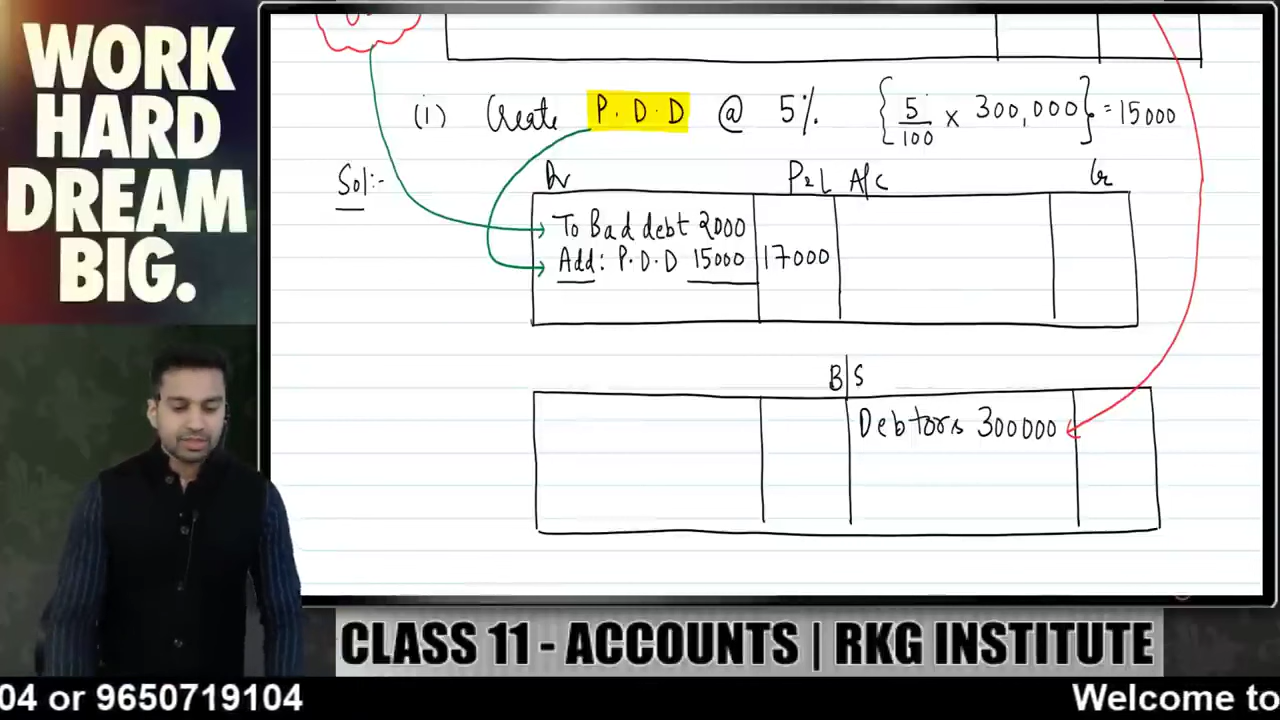 WORK
HARD
DREAM
BIG.
(i) Create P.D.D @ 5% {5/100 x 300,000} = 15000
Sol:-
Dr P&L A/C Cr
To Bad debt 2000
Add: P.D.D 15000 17000
B/S
Debtors 300000
CLASS 11 - ACCOUNTS | RKG INSTITUTE
04 or 9650719104 Welcome to